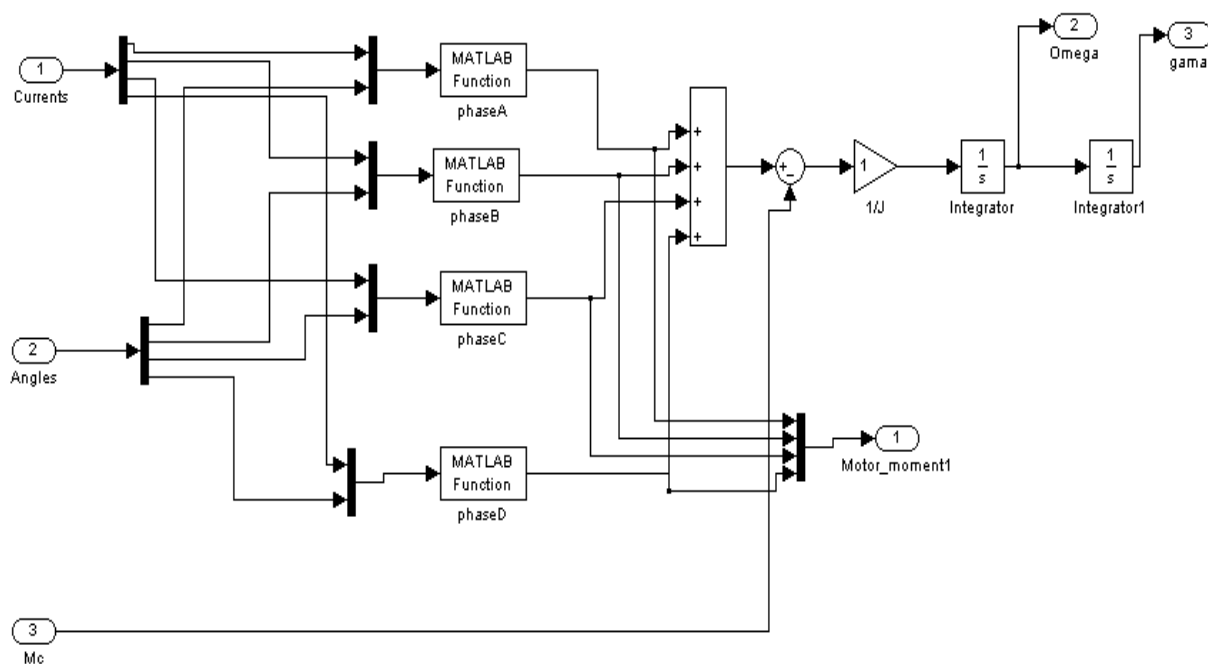 1
Currents
MATLAB
Function
phaseA
MATLAB
Function
phaseB
MATLAB
Function
phaseC
MATLAB
Function
phaseD
2
Angles
3
Mc
+
+
+
+
+
-
1
1/J
1
s
Integrator
1
s
Integrator1
2
Omega
3
gama
1
Motor_moment1